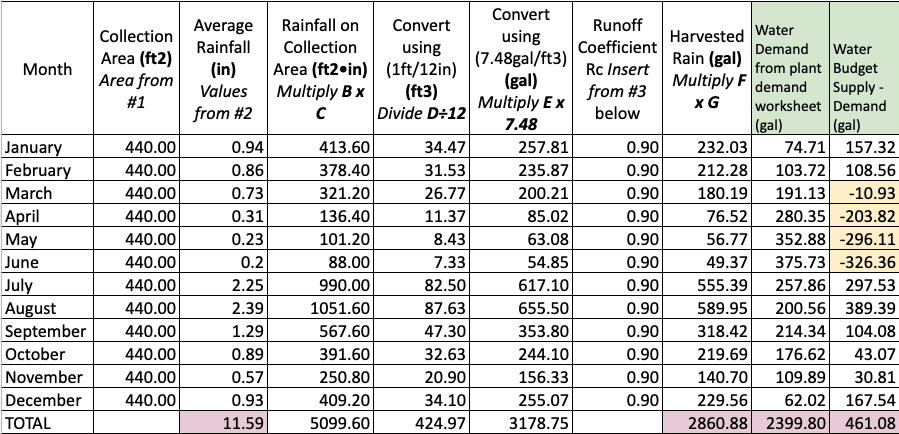 Month Collection Area (ft2) Area from #1 Average Rainfall (in) Values from #2 Rainfall on Collection Area (ft2•in) Multiply B x C Convert using (1ft/12in) (ft3) Divide D÷12 Convert using (7.48gal/ft3) (gal) Multiply E x 7.48 Runoff Coefficient Rc Insert from #3 below Harvested Rain (gal) Multiply F x G Water Demand from plant demand worksheet (gal) Water Budget Supply - Demand (gal)
January 440.00 0.94 413.60 34.47 257.81 0.90 232.03 74.71 157.32
February 440.00 0.86 378.40 31.53 235.87 0.90 212.28 103.72 108.56
March 440.00 0.73 321.20 26.77 200.21 0.90 180.19 191.13 -10.93
April 440.00 0.31 136.40 11.37 85.02 0.90 76.52 280.35 -203.82
May 440.00 0.23 101.20 8.43 63.08 0.90 56.77 352.88 -296.11
June 440.00 0.2 88.00 7.33 54.85 0.90 49.37 375.73 -326.36
July 440.00 2.25 990.00 82.50 617.10 0.90 555.39 257.86 297.53
August 440.00 2.39 1051.60 87.63 655.50 0.90 589.95 200.56 389.39
September 440.00 1.29 567.60 47.30 353.80 0.90 318.42 214.34 104.08
October 440.00 0.89 391.60 32.63 244.10 0.90 219.69 176.62 43.07
November 440.00 0.57 250.80 20.90 156.33 0.90 140.70 109.89 30.81
December 440.00 0.93 409.20 34.10 255.07 0.90 229.56 62.02 167.54
TOTAL 11.59 5099.60 424.97 3178.75 2860.88 2399.80 461.08